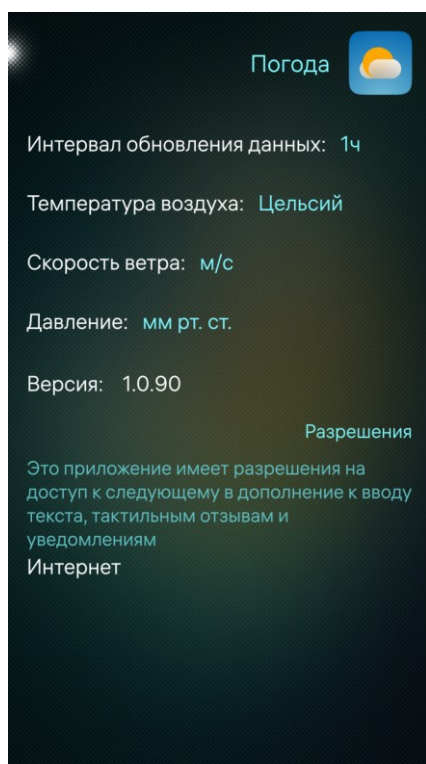 Погода
Интервал обновления данных: 1ч
Температура воздуха: Цельсий
Скорость ветра: м/с
Давление: мм рт. ст.
Версия: 1.0.90
Разрешения
Это приложение имеет разрешения на
доступ к следующему в дополнение к вводу
текста, тактильным отзывам и
уведомлениям
Интернет